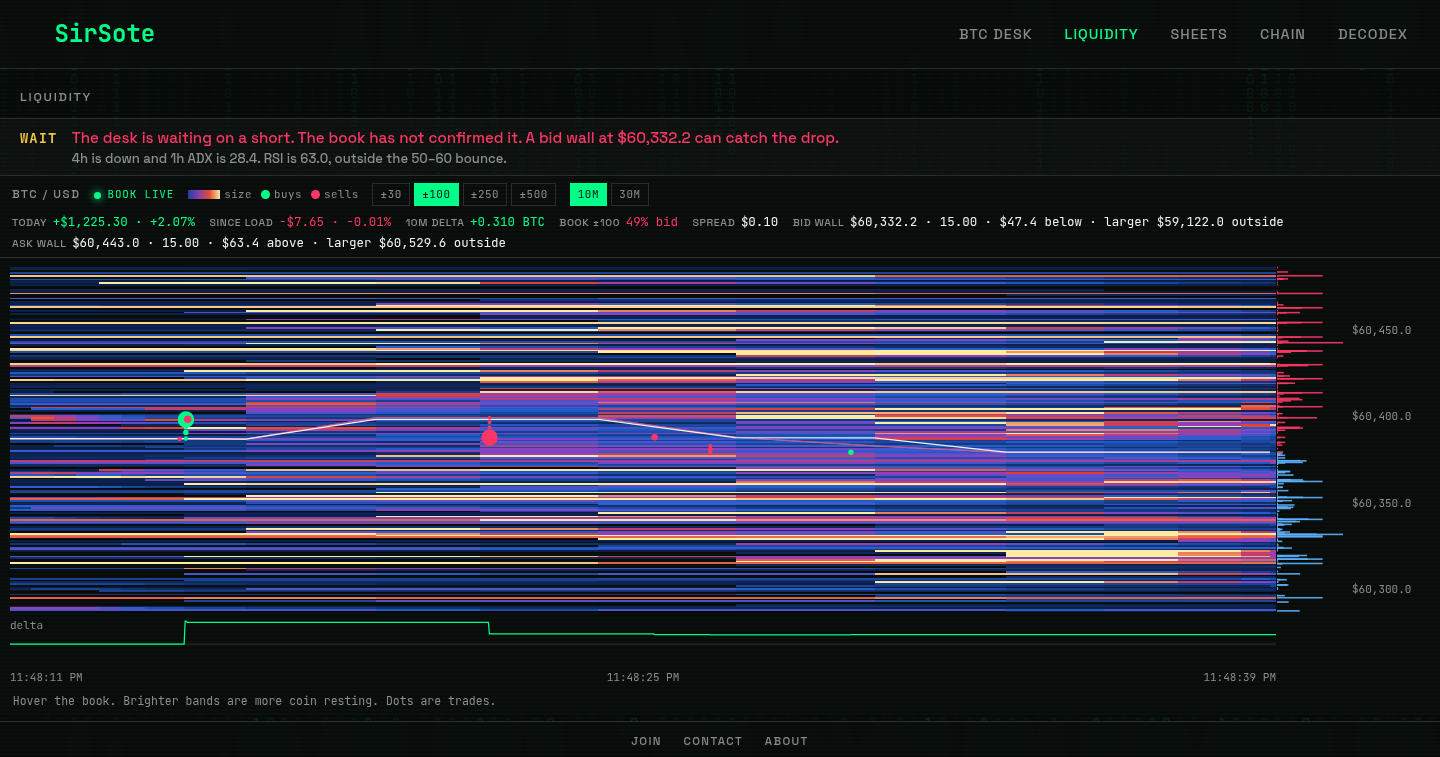 SirSote
BTC DESK LIQUIDITY SHEETS CHAIN DECODEX
LIQUIDITY
WAIT The desk is waiting on a short. The book has not confirmed it. A bid wall at $60,332.2 can catch the drop.
4h is down and 1h ADX is 28.4. RSI is 63.0, outside the 50–60 bounce.
BTC / USD BOOK LIVE size buys sells ±30 ±100 ±250 ±500 10M 30M
TODAY +$1,225.30 · +2.07% SINCE LOAD -$7.65 · -0.01% 10M DELTA +0.310 BTC BOOK ±100 49% bid SPREAD $0.10 BID WALL $60,332.2 · 15.00 · $47.4 below · larger $59,122.0 outside
ASK WALL $60,443.0 · 15.00 · $63.4 above · larger $60,529.6 outside
$60,450.0
$60,400.0
$60,350.0
$60,300.0
delta
11:48:11 PM 11:48:25 PM 11:48:39 PM
Hover the book. Brighter bands are more coin resting. Dots are trades.
JOIN CONTACT ABOUT